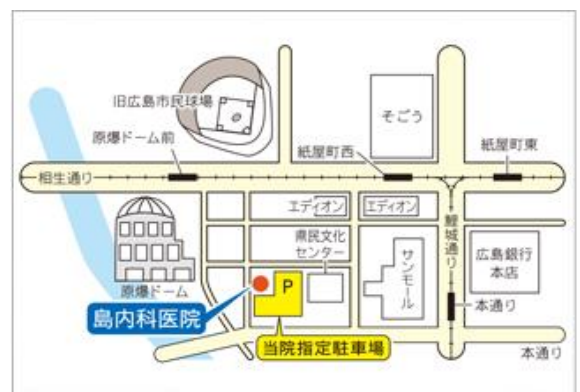 旧広島市民球場
そごう
原爆ドーム前
紙屋町西
紙屋町東
相生通り
エディオン
エディオン
鯉城通り
県民文化
センター
サンモール
広島銀行
本店
P
原爆ドーム
島内科医院
本通り
当院指定駐車場
本通り